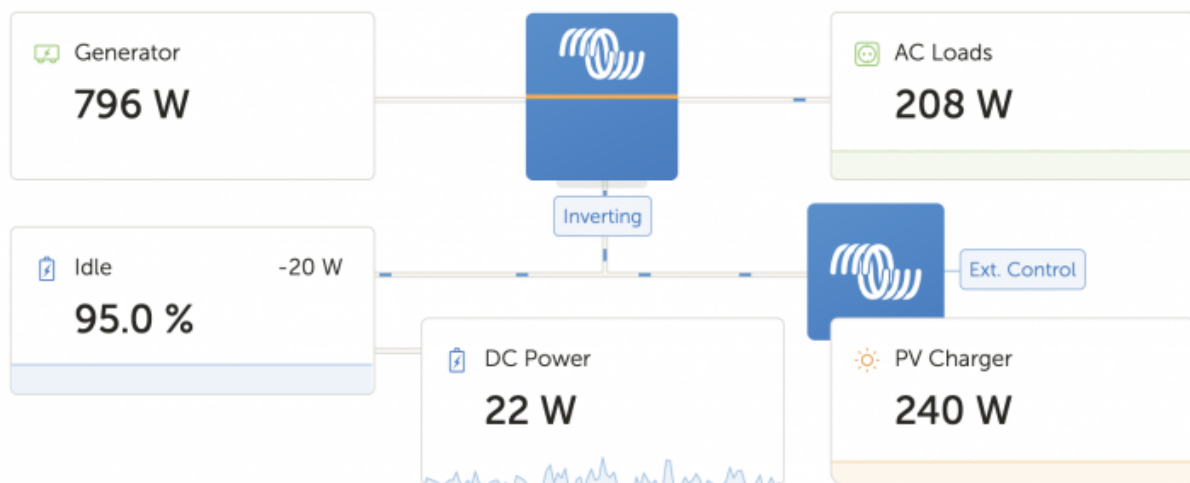 Generator
796 W
AC Loads
208 W
Inverting
Idle -20 W
95.0 %
Ext. Control
DC Power
22 W
PV Charger
240 W